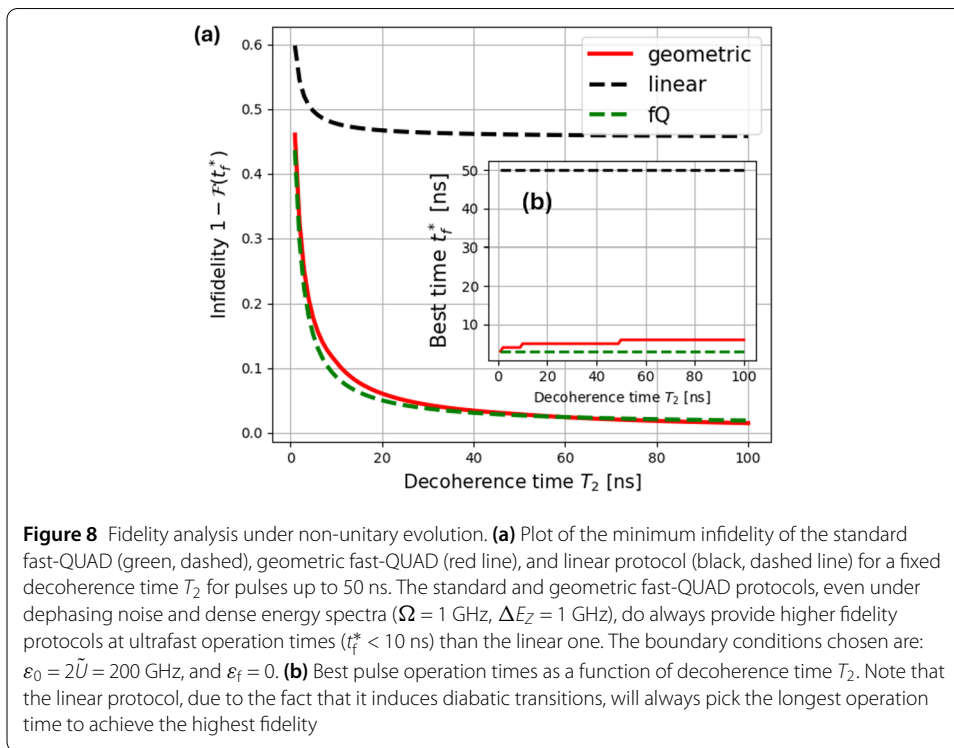 (a)
0.6
0.5
0.4
0.3
0.2
0.1
0.0
Infidelity 1 − 𝓕(t_f^*)
geometric
linear
fQ
50
40
30
20
10
Best time t_f^* [ns]
(b)
0 20 40 60 80 100
Decoherence time T₂ [ns]
0 20 40 60 80 100
Decoherence time T₂ [ns]
Figure 8 Fidelity analysis under non-unitary evolution. (a) Plot of the minimum infidelity of the standard
fast-QUAD (green, dashed), geometric fast-QUAD (red line), and linear protocol (black, dashed line) for a fixed
decoherence time T₂ for pulses up to 50 ns. The standard and geometric fast-QUAD protocols, even under
dephasing noise and dense energy spectra (Ω = 1 GHz, ΔE_Z = 1 GHz), do always provide higher fidelity
protocols at ultrafast operation times (t_f^* < 10 ns) than the linear one. The boundary conditions chosen are:
ε₀ = 2Ũ = 200 GHz, and ε_f = 0. (b) Best pulse operation times as a function of decoherence time T₂. Note that
the linear protocol, due to the fact that it induces diabatic transitions, will always pick the longest operation
time to achieve the highest fidelity